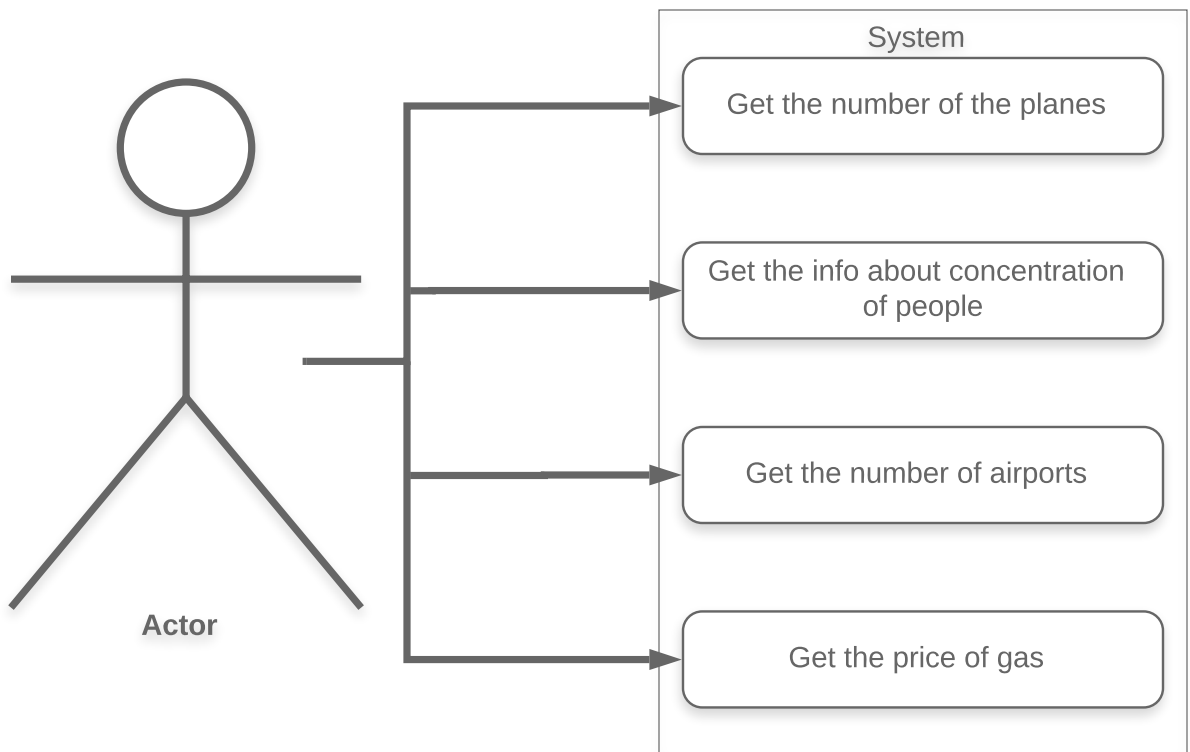 System
Get the number of the planes
Get the info about concentration
of people
Get the number of airports
Get the price of gas
Actor